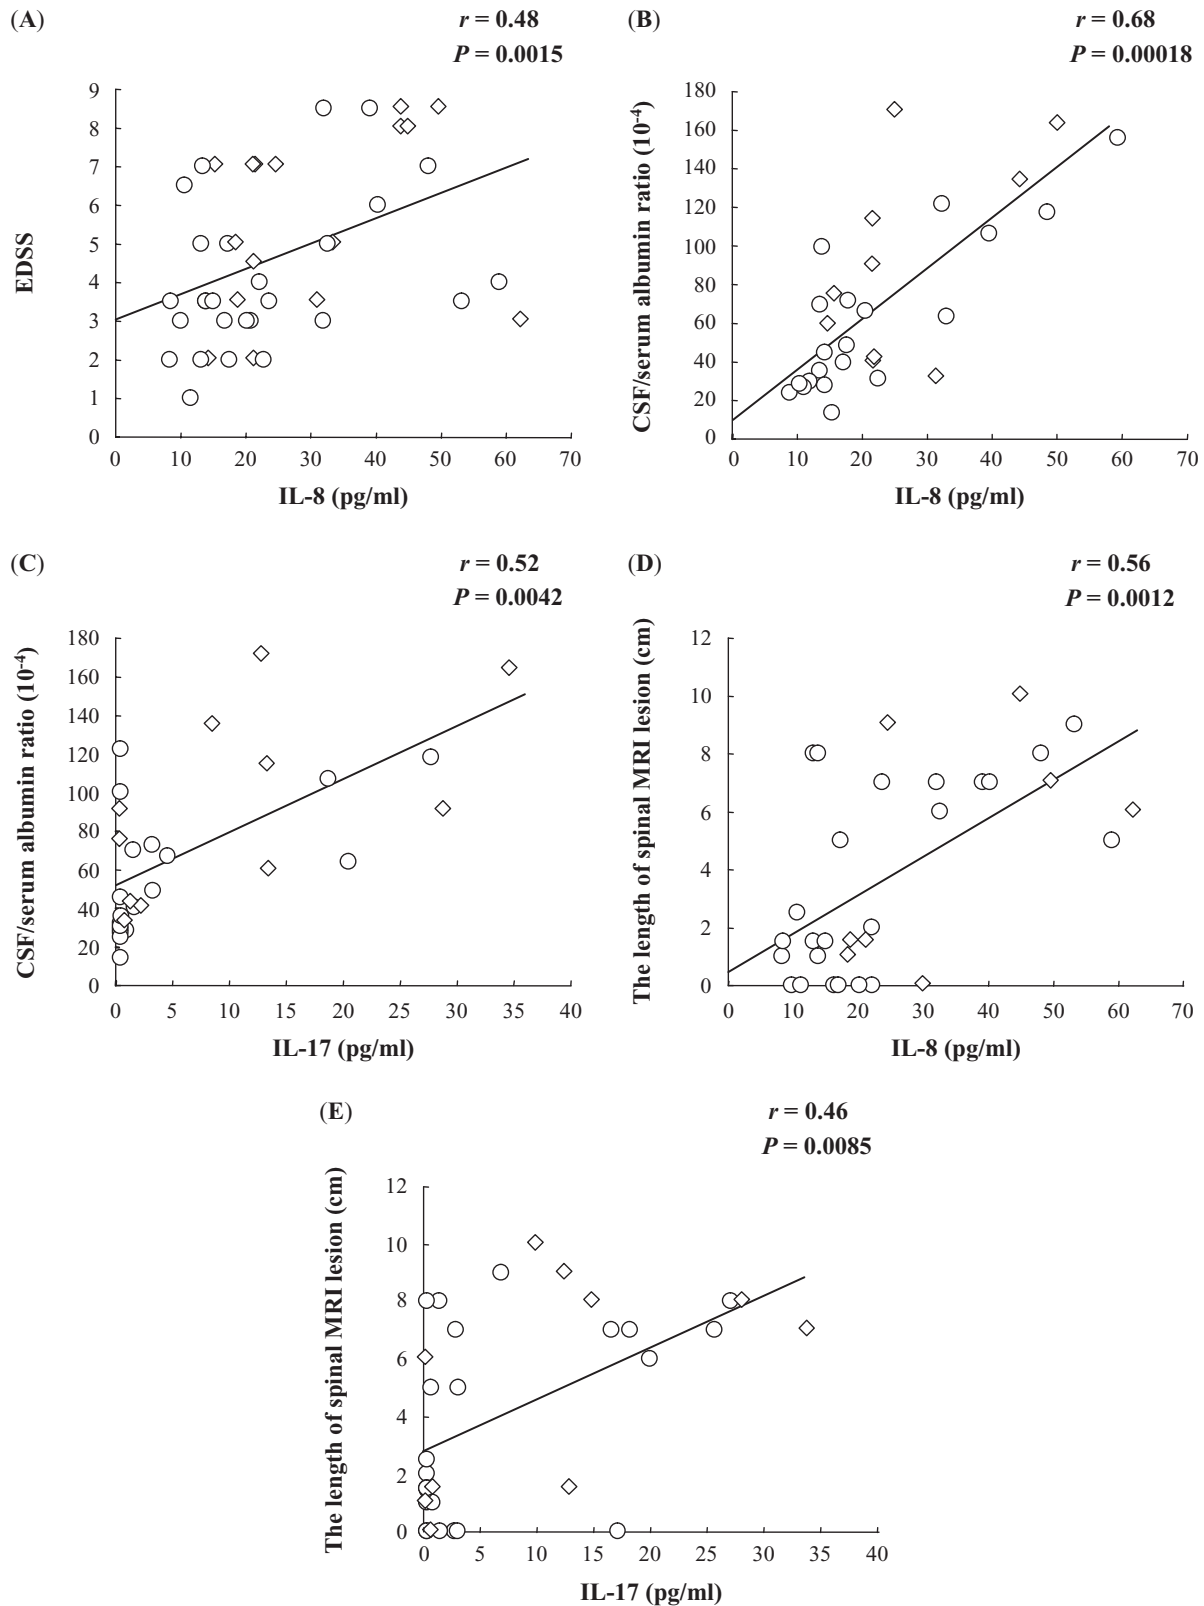 (A)
r = 0.48
P = 0.0015
9
8
7
6
5
4
3
2
1
0
EDSS
0 10 20 30 40 50 60 70
IL-8 (pg/ml)
(B)
r = 0.68
P = 0.00018
180
160
140
120
100
80
60
40
20
0
CSF/serum albumin ratio (10-4)
0 10 20 30 40 50 60 70
IL-8 (pg/ml)
(C)
r = 0.52
P = 0.0042
180
160
140
120
100
80
60
40
20
0
CSF/serum albumin ratio (10-4)
0 5 10 15 20 25 30 35 40
IL-17 (pg/ml)
(D)
r = 0.56
P = 0.0012
12
10
8
6
4
2
0
The length of spinal MRI lesion (cm)
0 10 20 30 40 50 60 70
IL-8 (pg/ml)
(E)
r = 0.46
P = 0.0085
12
10
8
6
4
2
0
The length of spinal MRI lesion (cm)
0 5 10 15 20 25 30 35 40
IL-17 (pg/ml)